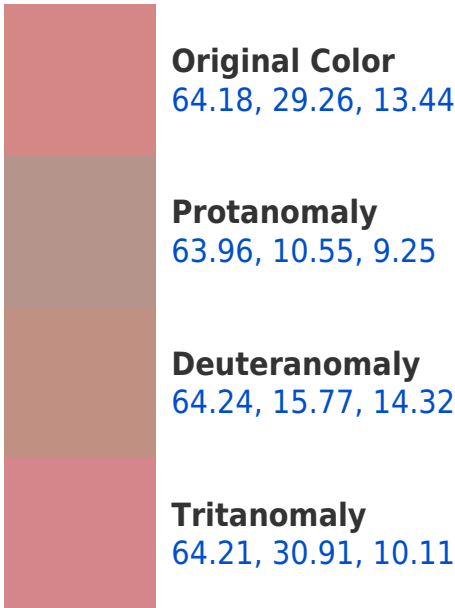 Original Color
64.18, 29.26, 13.44
Protanomaly
63.96, 10.55, 9.25
Deuteranomaly
64.24, 15.77, 14.32
Tritanomaly
64.21, 30.91, 10.11